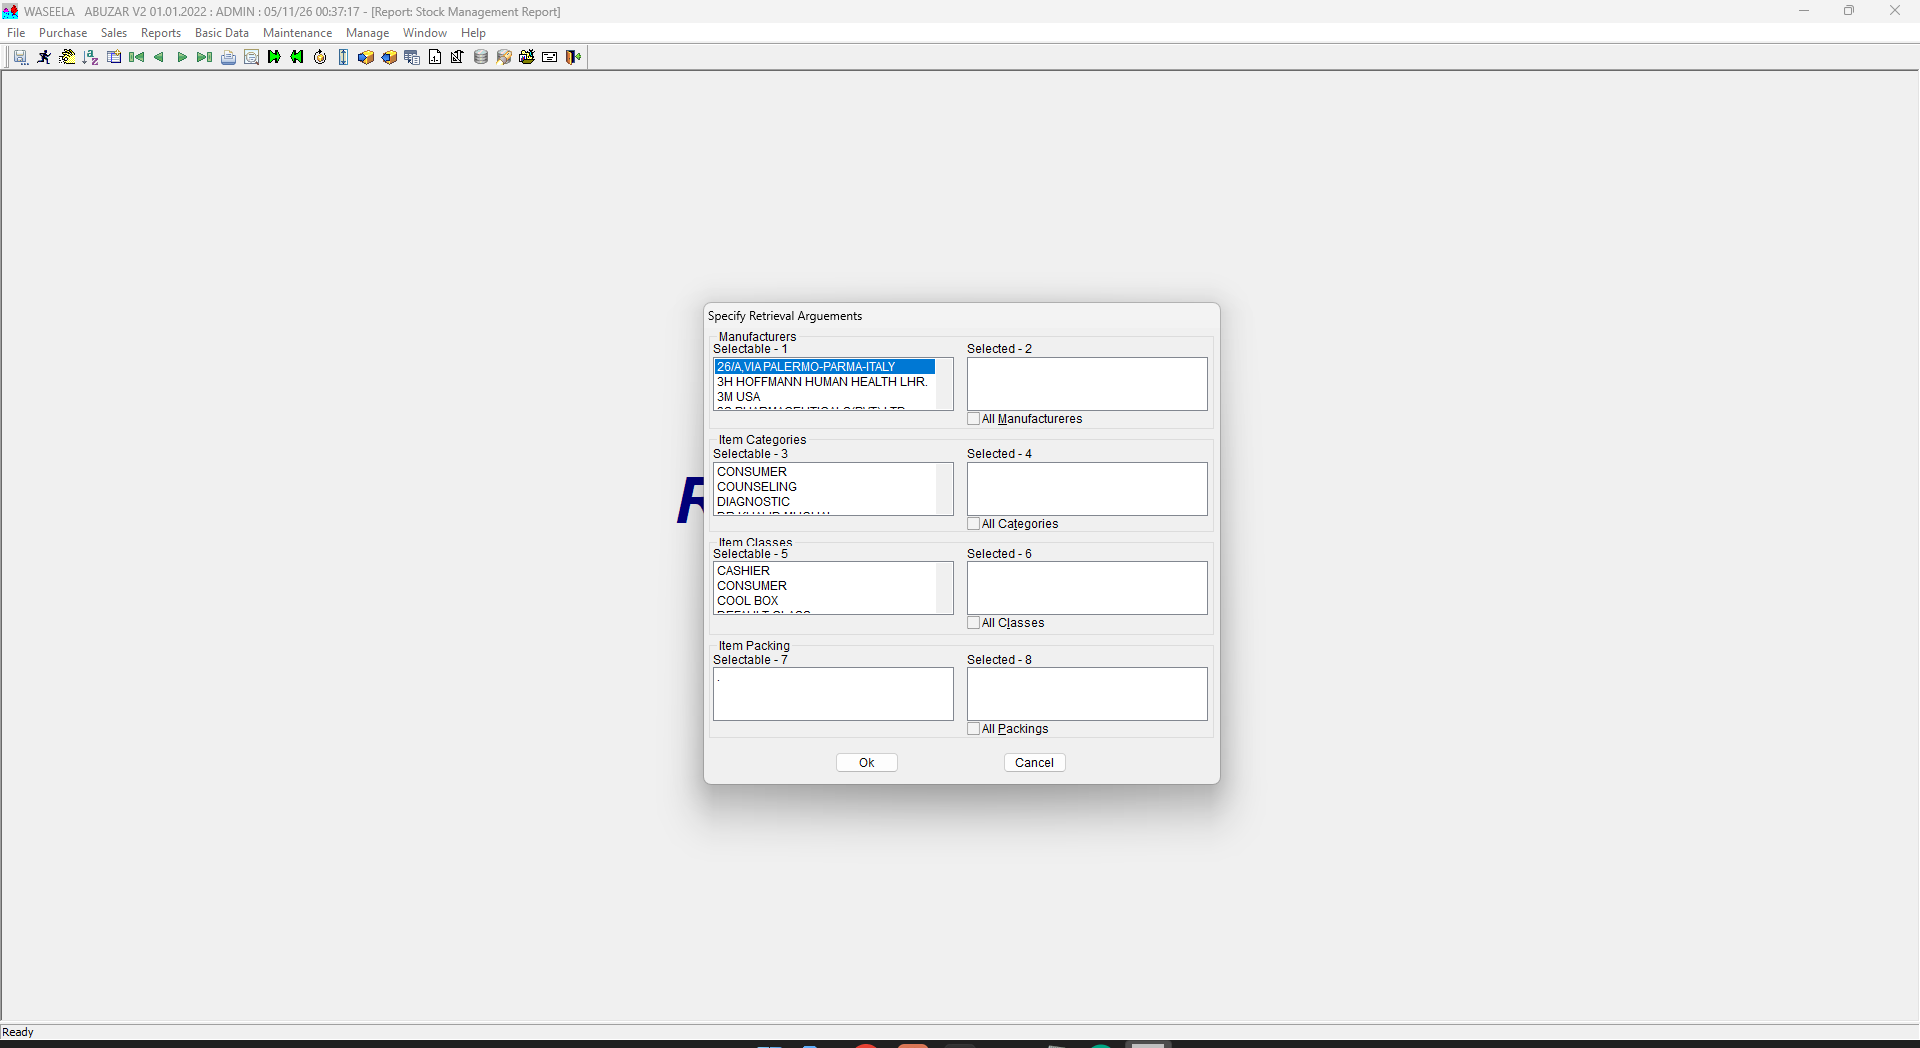 WASEELA ABUZAR V2 01.01.2022 : ADMIN : 05/11/26 00:37:17 - [Report: Stock Management Report]
File Purchase Sales Reports Basic Data Maintenance Manage Window Help
Specify Retrieval Arguements
Manufacturers
Selectable - 1 Selected - 2
26/A,VIA PALERMO-PARMA-ITALY
3H HOFFMANN HUMAN HEALTH LHR.
3M USA
All Manufactureres
Item Categories
Selectable - 3 Selected - 4
CONSUMER
COUNSELING
DIAGNOSTIC
All Categories
Item Classes
Selectable - 5 Selected - 6
CASHIER
CONSUMER
COOL BOX
DEFAULT CLASS
All Classes
Item Packing
Selectable - 7 Selected - 8
.
All Packings
Ok Cancel
Ready